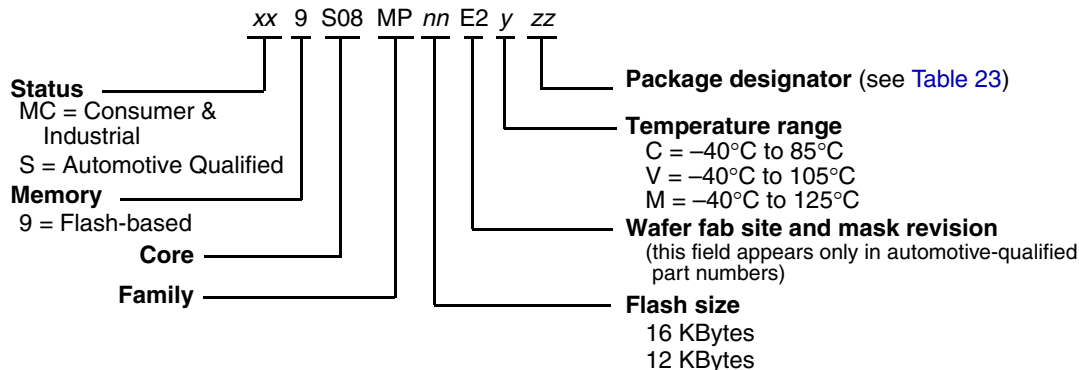 xx 9 S08 MP nn E2 y zz
Status
MC = Consumer &
Industrial
S = Automotive Qualified
Memory
9 = Flash-based
Core
Family
Package designator (see Table 23)
Temperature range
C = –40°C to 85°C
V = –40°C to 105°C
M = –40°C to 125°C
Wafer fab site and mask revision
(this field appears only in automotive-qualified
part numbers)
Flash size
16 KBytes
12 KBytes